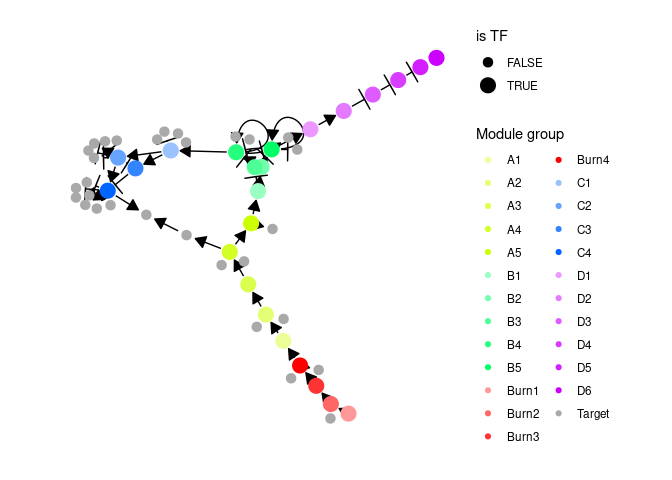 is TF
FALSE
TRUE
Module group
A1
A2
A3
A4
A5
B1
B2
B3
B4
B5
Burn1
Burn2
Burn3
Burn4
C1
C2
C3
C4
D1
D2
D3
D4
D5
D6
Target